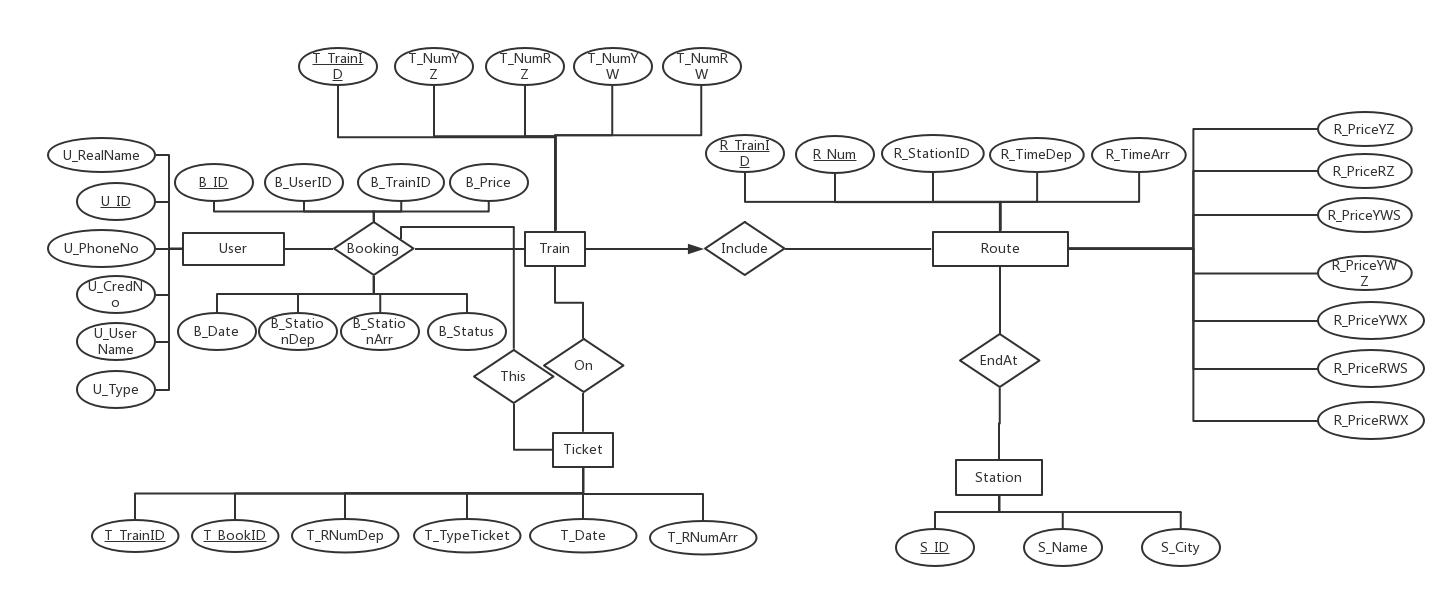 T_TrainI
D
T_NumY
Z
T_NumR
Z
T_NumY
W
T_NumR
W
R_PriceYZ
U_RealName
R_TrainI
D
R_Num
R_StationID
R_TimeDep
R_TimeArr
R_PriceRZ
B_ID
B_UserID
B_TrainID
B_Price
U_ID
R_PriceYWS
U_PhoneNo
User
Booking
Train
Include
Route
R_PriceYW
Z
U_CredN
o
R_PriceYWX
U_User
Name
B_Date
B_Statio
nDep
B_Statio
nArr
B_Status
EndAt
R_PriceRWS
This
On
U_Type
R_PriceRWX
Ticket
Station
T_TrainID
T_BookID
T_RNumDep
T_TypeTicket
T_Date
T_RNumArr
S_ID
S_Name
S_City